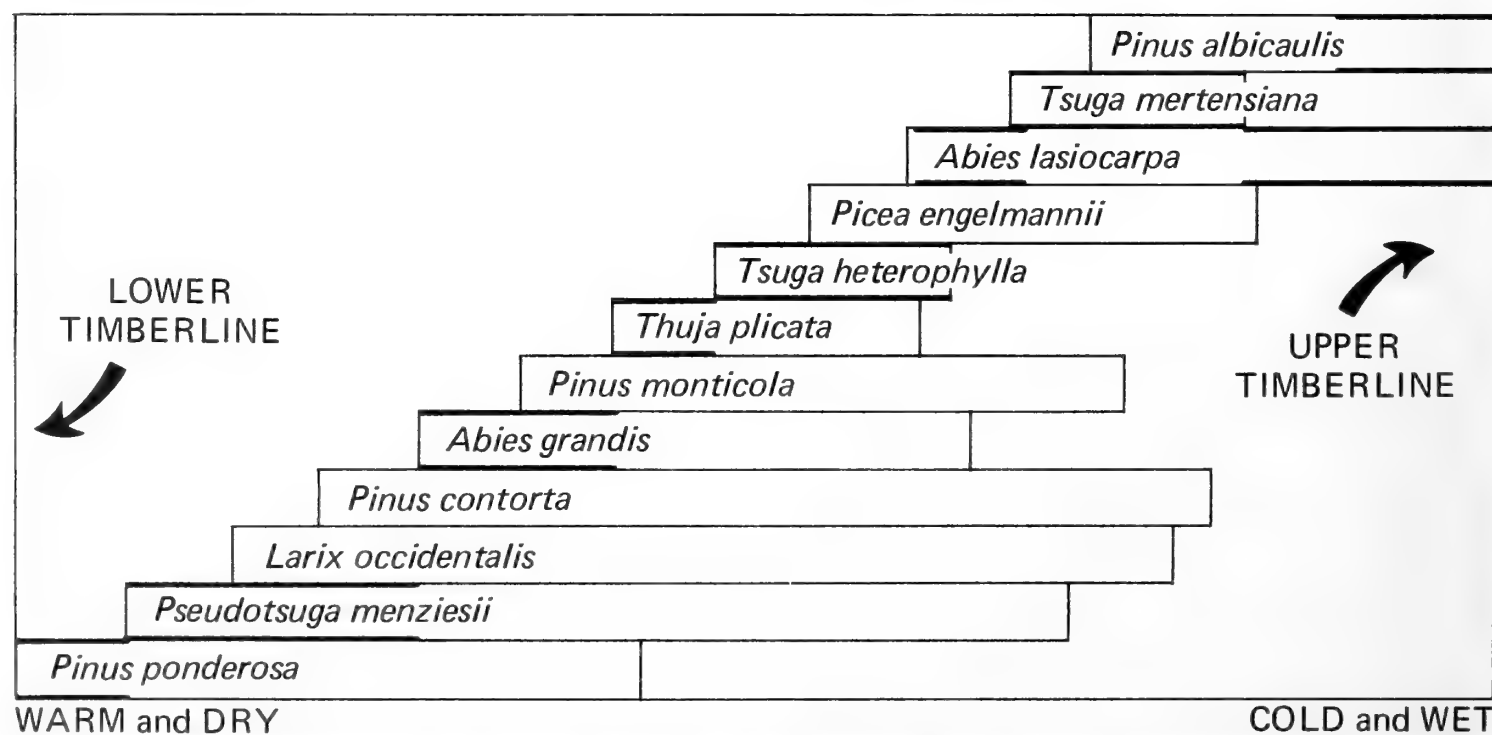 Pinus albicaulis
Tsuga mertensiana
Abies lasiocarpa
Picea engelmannii
Tsuga heterophylla
LOWER
TIMBERLINE
Thuja plicata
UPPER
TIMBERLINE
Pinus monticola
Abies grandis
Pinus contorta
Larix occidentalis
Pseudotsuga menziesii
Pinus ponderosa
WARM and DRY
COLD and WET